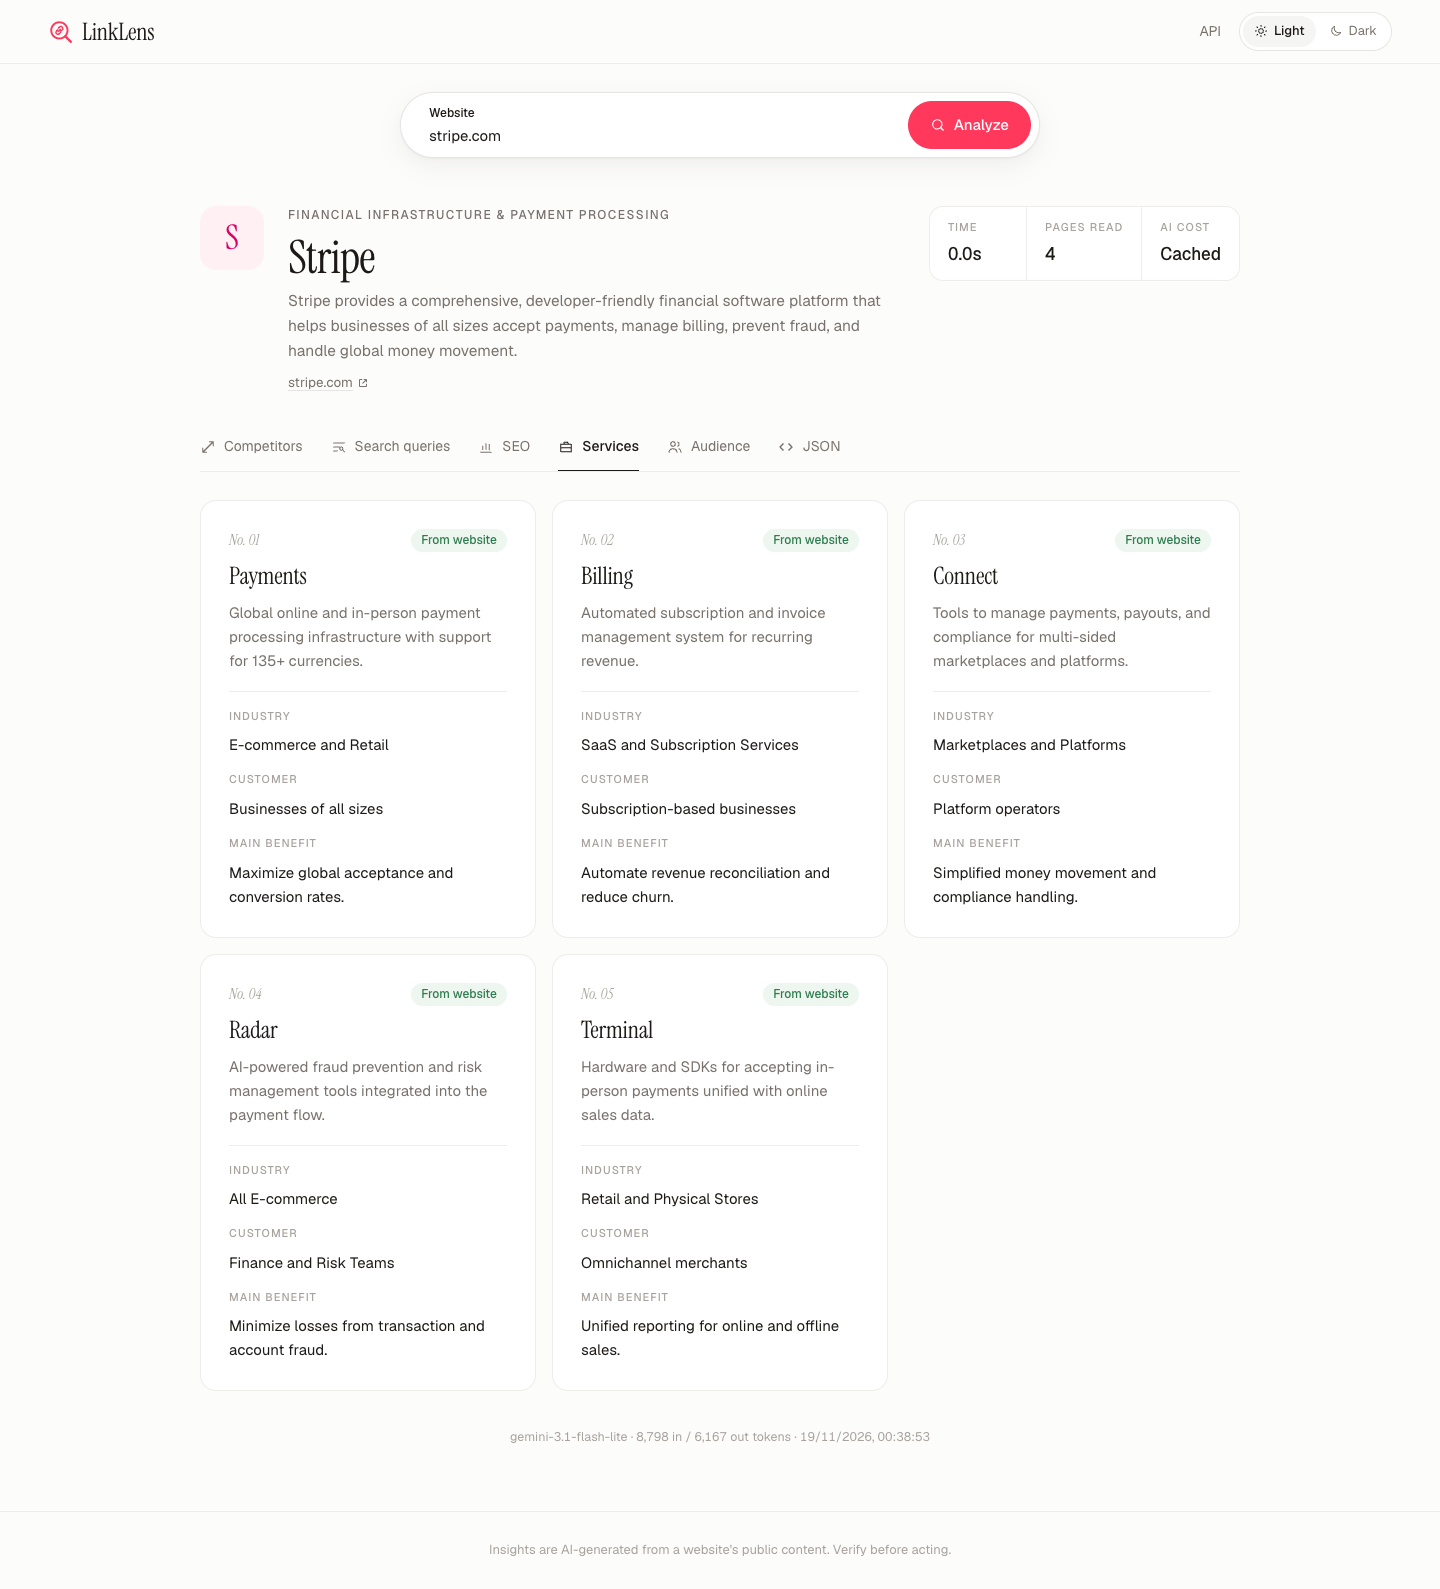 LinkLens
API
Light
Dark
Website
stripe.com
Analyze
S
FINANCIAL INFRASTRUCTURE & PAYMENT PROCESSING
Stripe
Stripe provides a comprehensive, developer-friendly financial software platform that
helps businesses of all sizes accept payments, manage billing, prevent fraud, and
handle global money movement.
stripe.com
TIME
0.0s
PAGES READ
4
AI COST
Cached
Competitors
Search queries
SEO
Services
Audience
JSON
No. 01
From website
Payments
Global online and in-person payment
processing infrastructure with support
for 135+ currencies.
INDUSTRY
E-commerce and Retail
CUSTOMER
Businesses of all sizes
MAIN BENEFIT
Maximize global acceptance and
conversion rates.
No. 02
From website
Billing
Automated subscription and invoice
management system for recurring
revenue.
INDUSTRY
SaaS and Subscription Services
CUSTOMER
Subscription-based businesses
MAIN BENEFIT
Automate revenue reconciliation and
reduce churn.
No. 03
From website
Connect
Tools to manage payments, payouts, and
compliance for multi-sided
marketplaces and platforms.
INDUSTRY
Marketplaces and Platforms
CUSTOMER
Platform operators
MAIN BENEFIT
Simplified money movement and
compliance handling.
No. 04
From website
Radar
AI-powered fraud prevention and risk
management tools integrated into the
payment flow.
INDUSTRY
All E-commerce
CUSTOMER
Finance and Risk Teams
MAIN BENEFIT
Minimize losses from transaction and
account fraud.
No. 05
From website
Terminal
Hardware and SDKs for accepting in-
person payments unified with online
sales data.
INDUSTRY
Retail and Physical Stores
CUSTOMER
Omnichannel merchants
MAIN BENEFIT
Unified reporting for online and offline
sales.
gemini-3.1-flash-lite · 8,798 in / 6,167 out tokens · 19/11/2026, 00:38:53
Insights are AI-generated from a website's public content. Verify before acting.